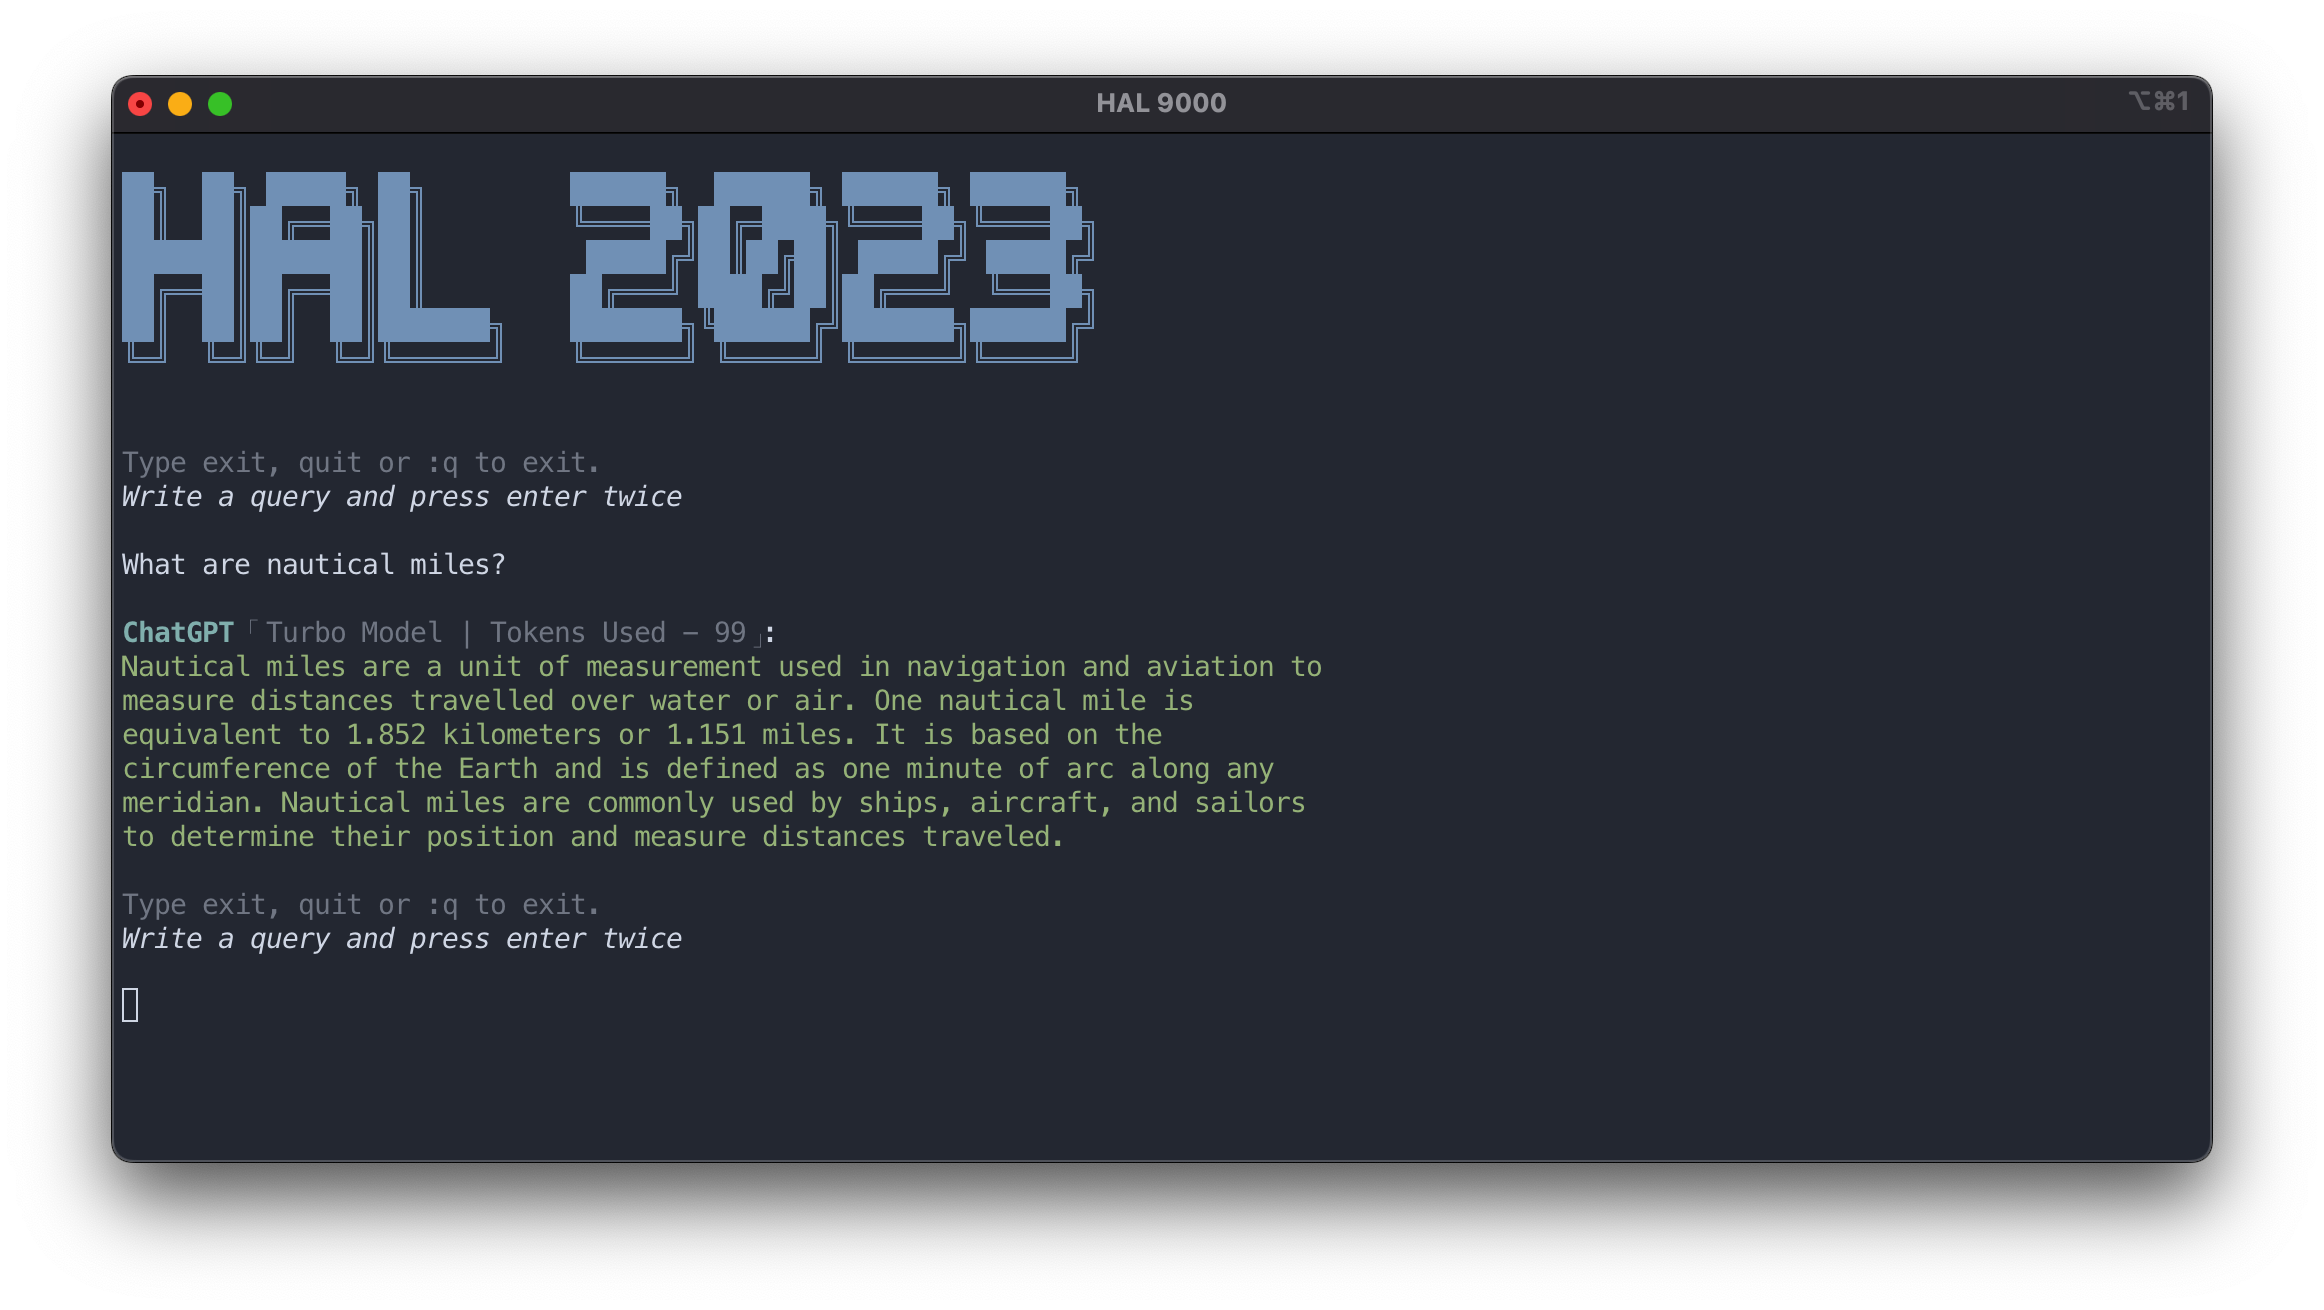 HAL 9000
⌥⌘1
HAL 2023
Type exit, quit or :q to exit.
Write a query and press enter twice
What are nautical miles?
ChatGPT「Turbo Model | Tokens Used – 99」:
Nautical miles are a unit of measurement used in navigation and aviation to
measure distances travelled over water or air. One nautical mile is
equivalent to 1.852 kilometers or 1.151 miles. It is based on the
circumference of the Earth and is defined as one minute of arc along any
meridian. Nautical miles are commonly used by ships, aircraft, and sailors
to determine their position and measure distances traveled.
Type exit, quit or :q to exit.
Write a query and press enter twice